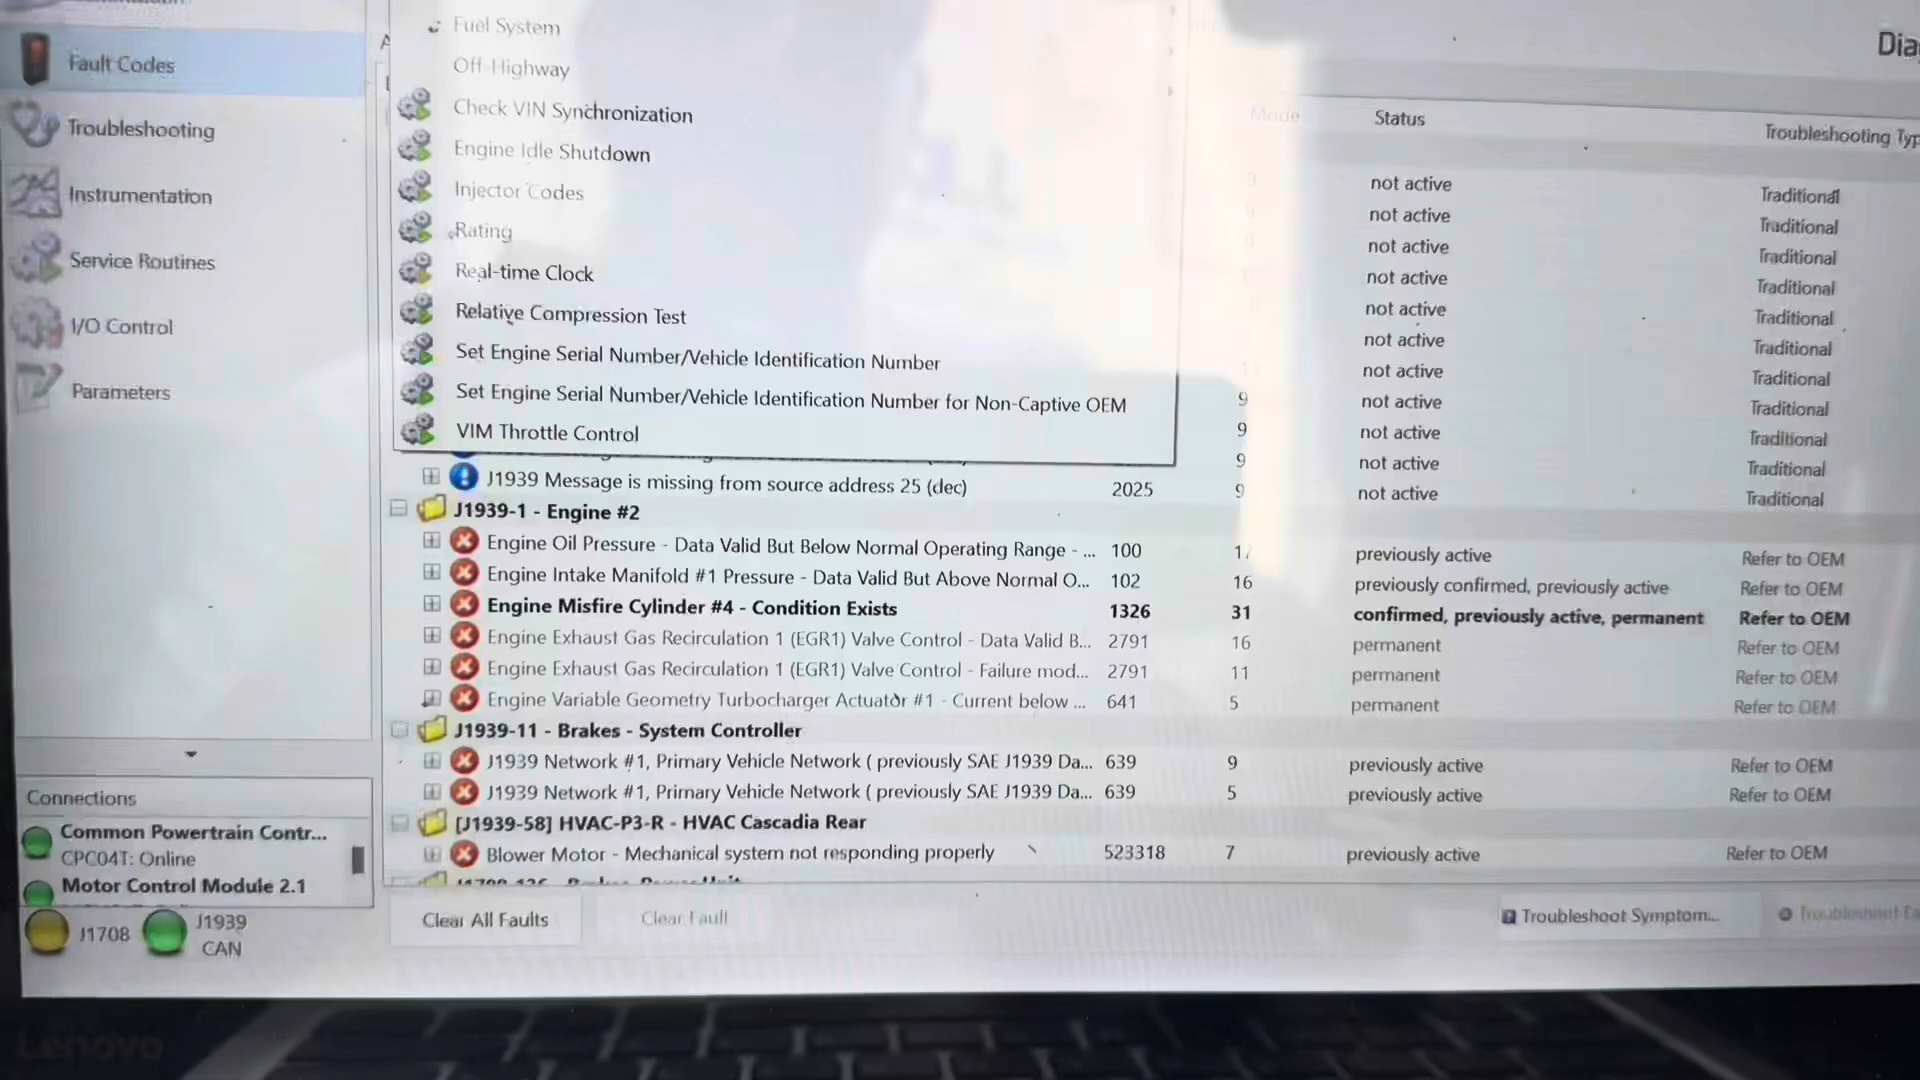 Fault Codes
Troubleshooting
Instrumentation
Service Routines
I/O Control
Parameters
Connections
Common Powertrain Contr...
CPC04T: Online
Motor Control Module 2.1
J1708
J1939
CAN
Fuel System
Off-Highway
Check VIN Synchronization
Engine Idle Shutdown
Injector Codes
Rating
Real-time Clock
Relative Compression Test
Set Engine Serial Number/Vehicle Identification Number
Set Engine Serial Number/Vehicle Identification Number for Non-Captive OEM
VIM Throttle Control
Dia
Mode Status Troubleshooting Typ
9 not active Traditional
not active Traditional
not active Traditional
not active Traditional
not active Traditional
not active Traditional
not active Traditional
9 not active Traditional
9 not active Traditional
9 not active Traditional
J1939 Message is missing from source address 25 (dec) 2025 9 not active Traditional
J1939-1 - Engine #2
Engine Oil Pressure - Data Valid But Below Normal Operating Range - ... 100 previously active Refer to OEM
Engine Intake Manifold #1 Pressure - Data Valid But Above Normal O... 102 16 previously confirmed, previously active Refer to OEM
Engine Misfire Cylinder #4 - Condition Exists 1326 31 confirmed, previously active, permanent Refer to OEM
Engine Exhaust Gas Recirculation 1 (EGR1) Valve Control - Data Valid B... 2791 16 permanent Refer to OEM
Engine Exhaust Gas Recirculation 1 (EGR1) Valve Control - Failure mod... 2791 11 permanent Refer to OEM
Engine Variable Geometry Turbocharger Actuator #1 - Current below ... 641 5 permanent Refer to OEM
J1939-11 - Brakes - System Controller
J1939 Network #1, Primary Vehicle Network ( previously SAE J1939 Da... 639 9 previously active Refer to OEM
J1939 Network #1, Primary Vehicle Network ( previously SAE J1939 Da... 639 5 previously active Refer to OEM
[J1939-58] HVAC-P3-R - HVAC Cascadia Rear
Blower Motor - Mechanical system not responding properly 523318 7 previously active Refer to OEM
Clear All Faults
Clear Fault
Troubleshoot Symptom...
Troubleshoot Fa
Lenovo